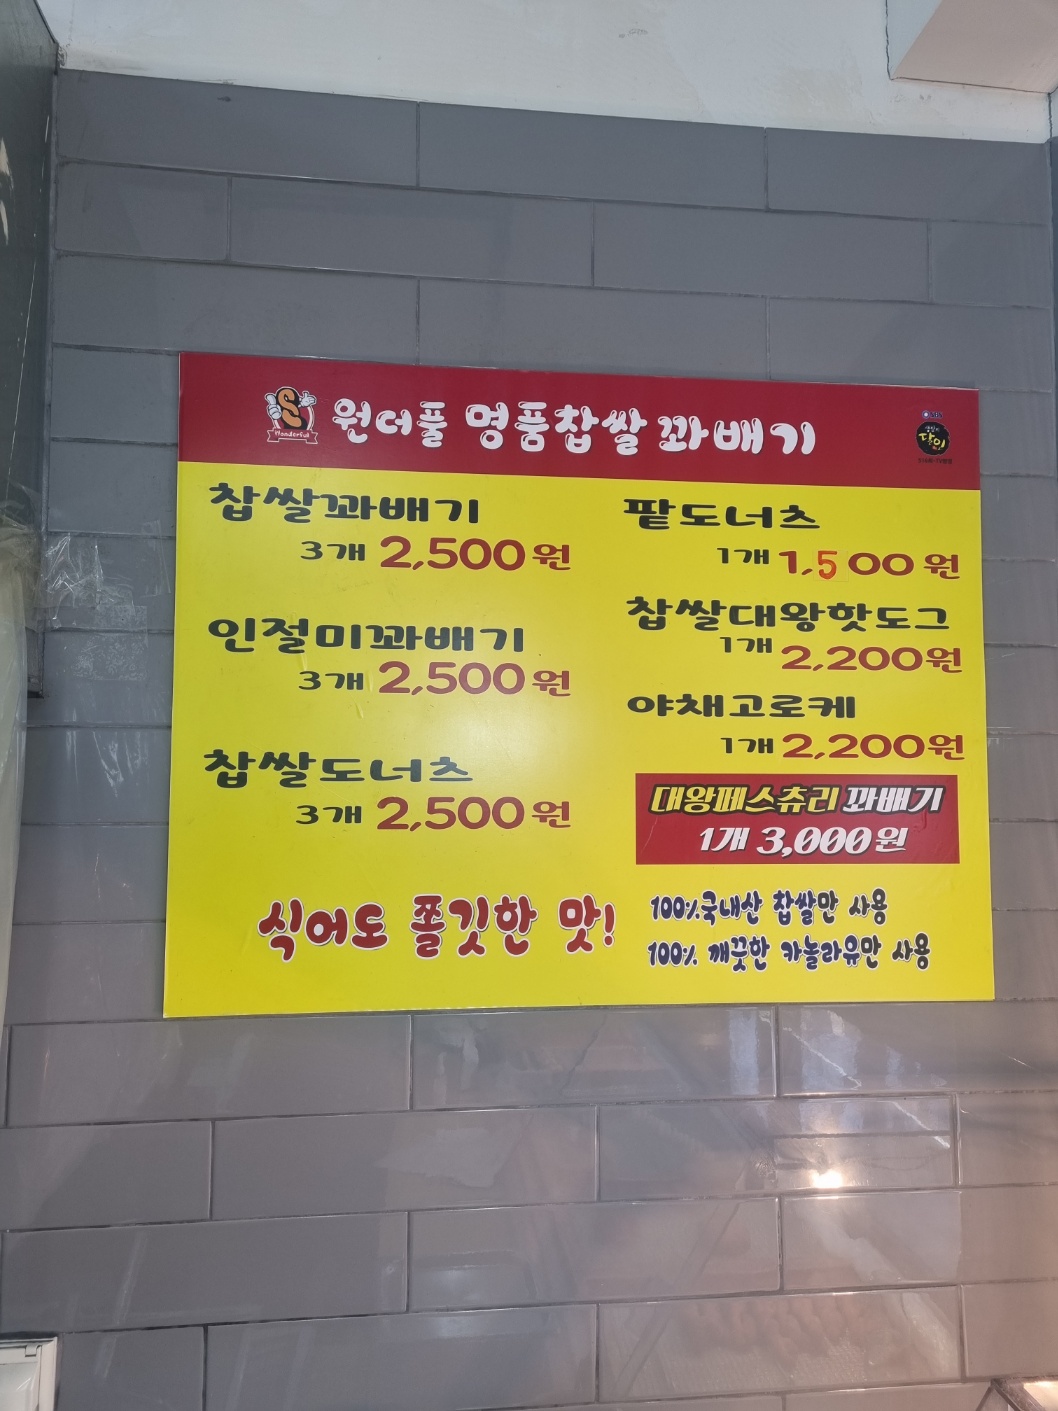 Wonderful
원더풀 명품찹쌀 꽈배기
달인
찹쌀꽈배기
3개 2,500원
인절미꽈배기
3개 2,500원
찹쌀도너츠
3개 2,500원
팥도너츠
1개 1,500원
찹쌀대왕핫도그
1개 2,200원
야채고로케
1개 2,200원
대왕페스츄리 꽈배기
1개 3,000원
식어도 쫄깃한 맛!
100%국내산 찹쌀만 사용
100% 깨끗한 카놀라유만 사용